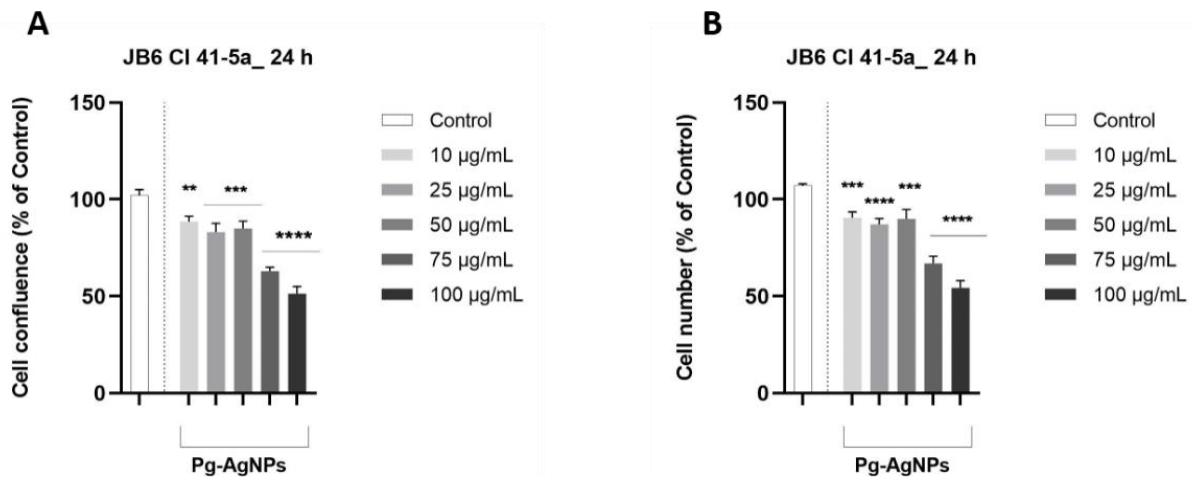 A
JB6 Cl 41-5a_ 24 h
Cell confluence (% of Control)
150
100
50
0
**
***
****
Pg-AgNPs
Control
10 µg/mL
25 µg/mL
50 µg/mL
75 µg/mL
100 µg/mL
B
JB6 Cl 41-5a_ 24 h
Cell number (% of Control)
150
100
50
0
***
****
***
****
Pg-AgNPs
Control
10 µg/mL
25 µg/mL
50 µg/mL
75 µg/mL
100 µg/mL